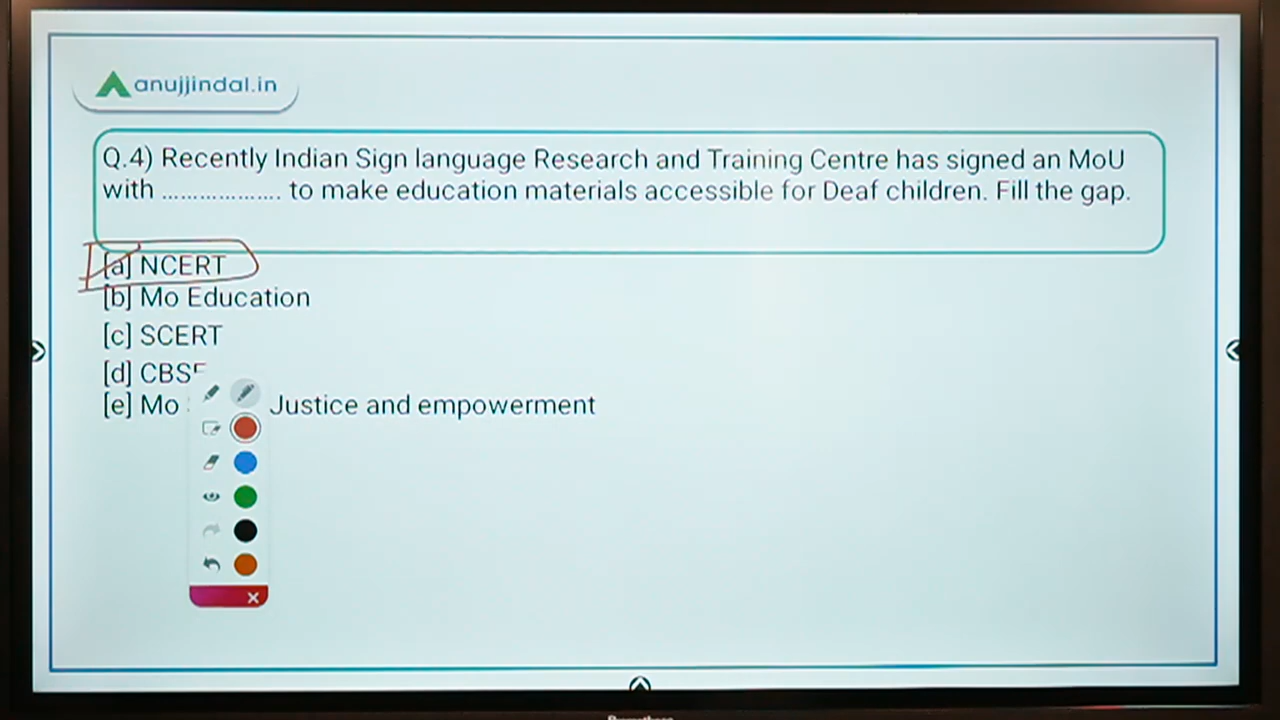 anujjindal.in
Q.4) Recently Indian Sign language Research and Training Centre has signed an MoU
with ................... to make education materials accessible for Deaf children. Fill the gap.
[a] NCERT
[b] Mo Education
[c] SCERT
[d] CBSE
[e] Mo Justice and empowerment